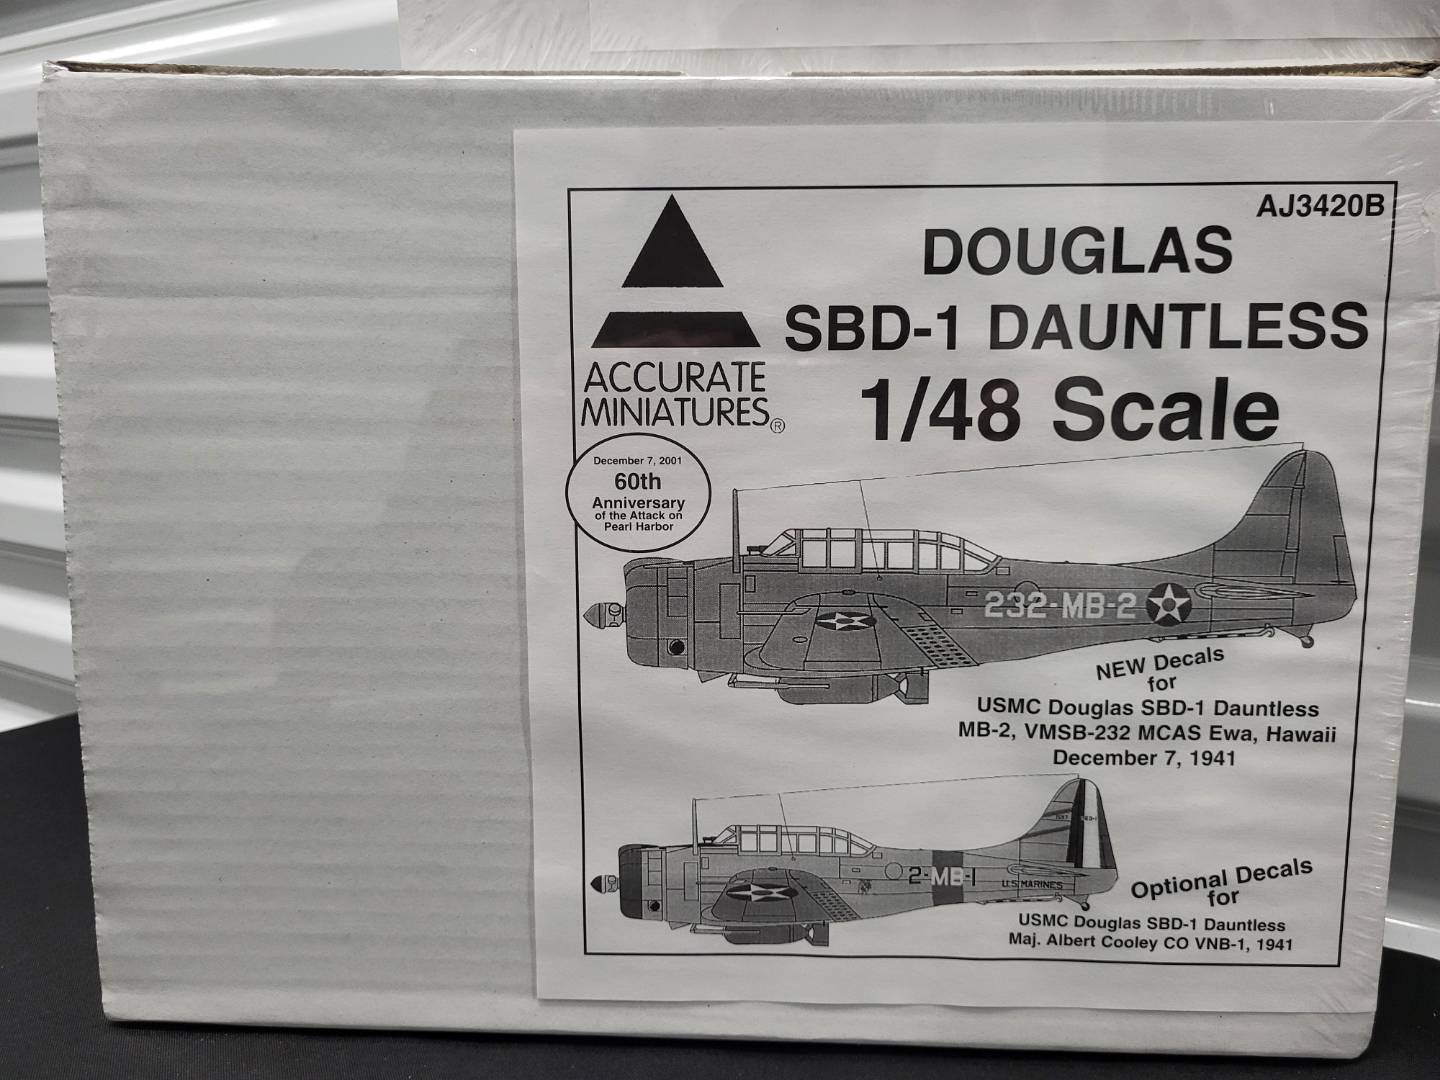 AJ3420B
DOUGLAS
SBD-1 DAUNTLESS
1/48 Scale
ACCURATE
MINIATURES®
December 7, 2001
60th
Anniversary
of the Attack on
Pearl Harbor
232-MB-2
NEW Decals
for
USMC Douglas SBD-1 Dauntless
MB-2, VMSB-232 MCAS Ewa, Hawaii
December 7, 1941
2-MB-1
U.S. MARINES
Optional Decals
for
USMC Douglas SBD-1 Dauntless
Maj. Albert Cooley CO VNB-1, 1941